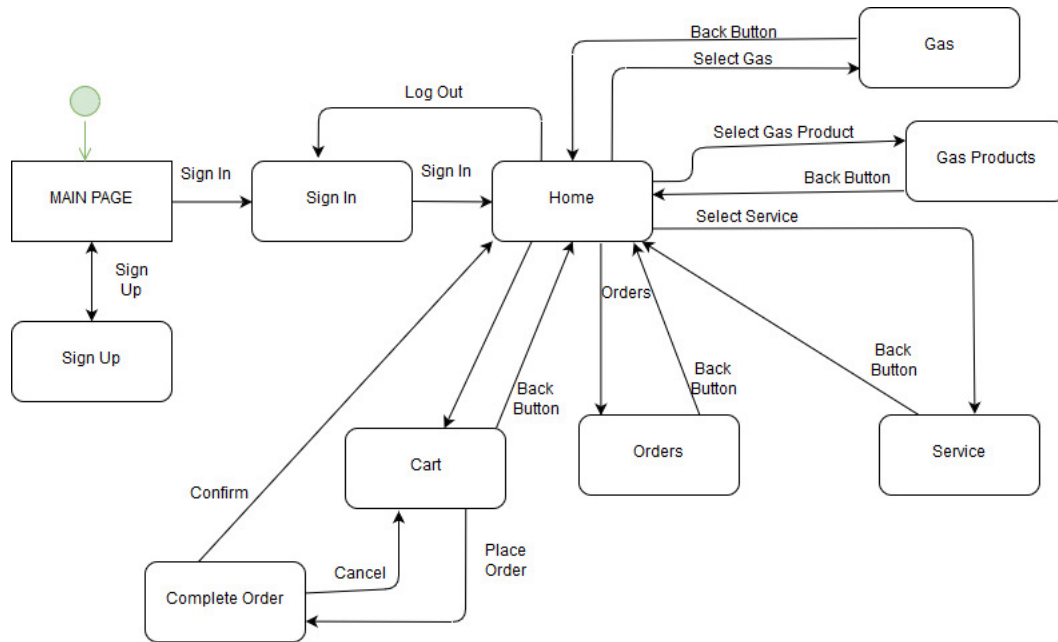 Back Button
Gas
Select Gas
Log Out
Select Gas Product
Gas Products
Sign In
Sign In
MAIN PAGE
Sign In
Home
Back Button
Select Service
Sign
Up
Orders
Sign Up
Back
Button
Back
Button
Back
Button
Cart
Orders
Service
Confirm
Place
Order
Cancel
Complete Order